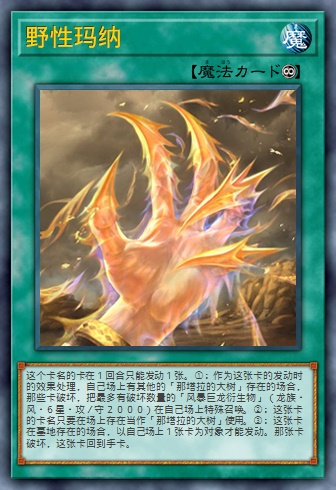 野性玛纳
魔
【魔法カード】
这个卡名的卡在１回合只能发动１张。①：作为这张卡的发动时
的效果处理，自己场上有其他的「那塔拉的大树」存在的场合，
那些卡破坏，把最多有破坏数量的「风暴巨龙衍生物」（龙族・
风・６星・攻／守２０００）在自己场上特殊召唤。②：这张卡
的卡名只要在场上存在当作「那塔拉的大树」使用。③：这张卡
在墓地存在的场合，以自己场上１张卡为对象才能发动。那张卡
破坏，这张卡回到手卡。